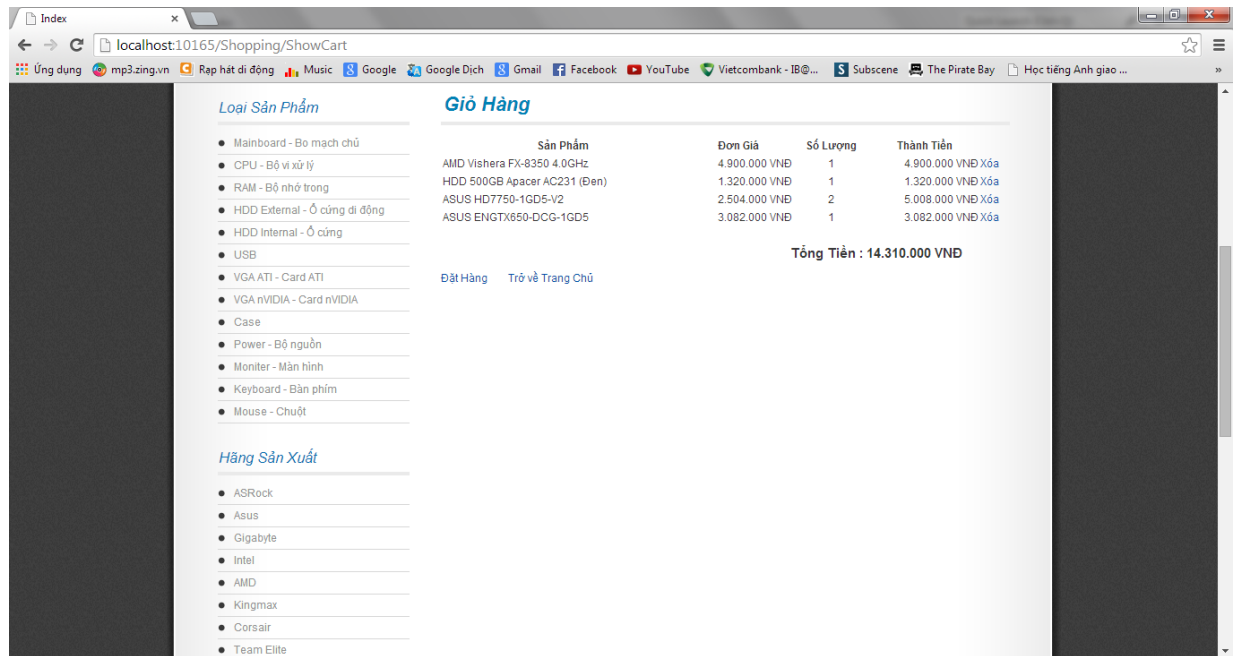 Index
localhost:10165/Shopping/ShowCart
Ứng dụng mp3.zing.vn Rạp hát di động Music Google Google Dịch Gmail Facebook YouTube Vietcombank - IB@... Subscene The Pirate Bay Học tiếng Anh giao ... »
Loại Sản Phẩm
Mainboard - Bo mạch chủ
CPU - Bộ vi xử lý
RAM - Bộ nhớ trong
HDD External - Ổ cứng di động
HDD Internal - Ổ cứng
USB
VGA ATI - Card ATI
VGA nVIDIA - Card nVIDIA
Case
Power - Bộ nguồn
Moniter - Màn hình
Keyboard - Bàn phím
Mouse - Chuột
Hãng Sản Xuất
ASRock
Asus
Gigabyte
Intel
AMD
Kingmax
Corsair
Team Elite
Giỏ Hàng
Sản Phẩm Đơn Giá Số Lượng Thành Tiền
AMD Vishera FX-8350 4.0GHz 4.900.000 VNĐ 1 4.900.000 VNĐ Xóa
HDD 500GB Apacer AC231 (Đen) 1.320.000 VNĐ 1 1.320.000 VNĐ Xóa
ASUS HD7750-1GD5-V2 2.504.000 VNĐ 2 5.008.000 VNĐ Xóa
ASUS ENGTX650-DCG-1GD5 3.082.000 VNĐ 1 3.082.000 VNĐ Xóa
Tổng Tiền : 14.310.000 VNĐ
Đặt Hàng Trở về Trang Chủ